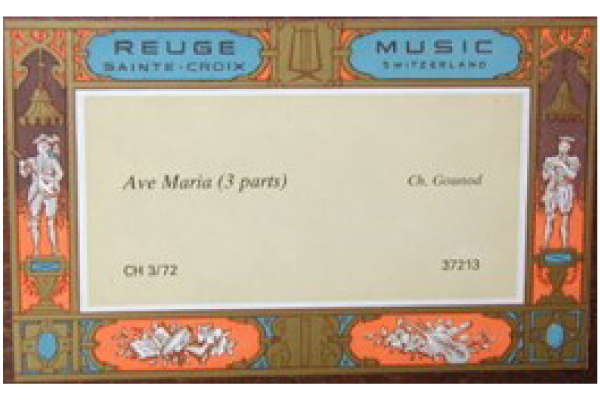 REUGE MUSIC
SAINTE-CROIX SWITZERLAND
Ave Maria (3 parts) Ch. Gounod
CH 3/72 37213